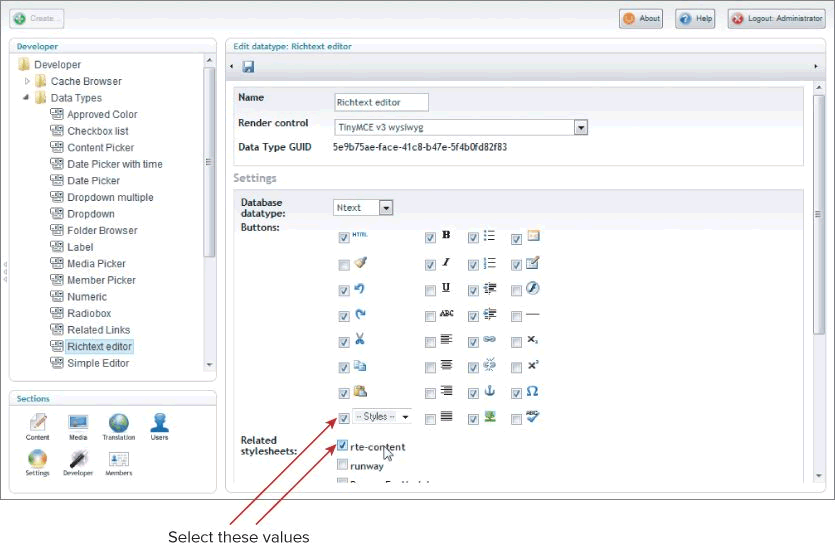 Create...
About
Help
Logout: Administrator
Developer
Developer
Cache Browser
Data Types
Approved Color
Checkbox list
Content Picker
Date Picker with time
Date Picker
Dropdown multiple
Dropdown
Folder Browser
Label
Media Picker
Member Picker
Numeric
Radiobox
Related Links
Richtext editor
Simple Editor
Sections
Content
Media
Translation
Users
Settings
Developer
Members
Edit datatype: Richtext editor
Name
Richtext editor
Render control
TinyMCE v3 wysiwyg
Data Type GUID
5e9b75ae-face-41c8-b47e-5f4b0fd82f83
Settings
Database
datatype:
Ntext
Buttons:
HTML
B
I
U
ABC
x₂
x²
Ω
-- Styles --
ABC
Related
stylesheets:
rte-content
runway
Select these values